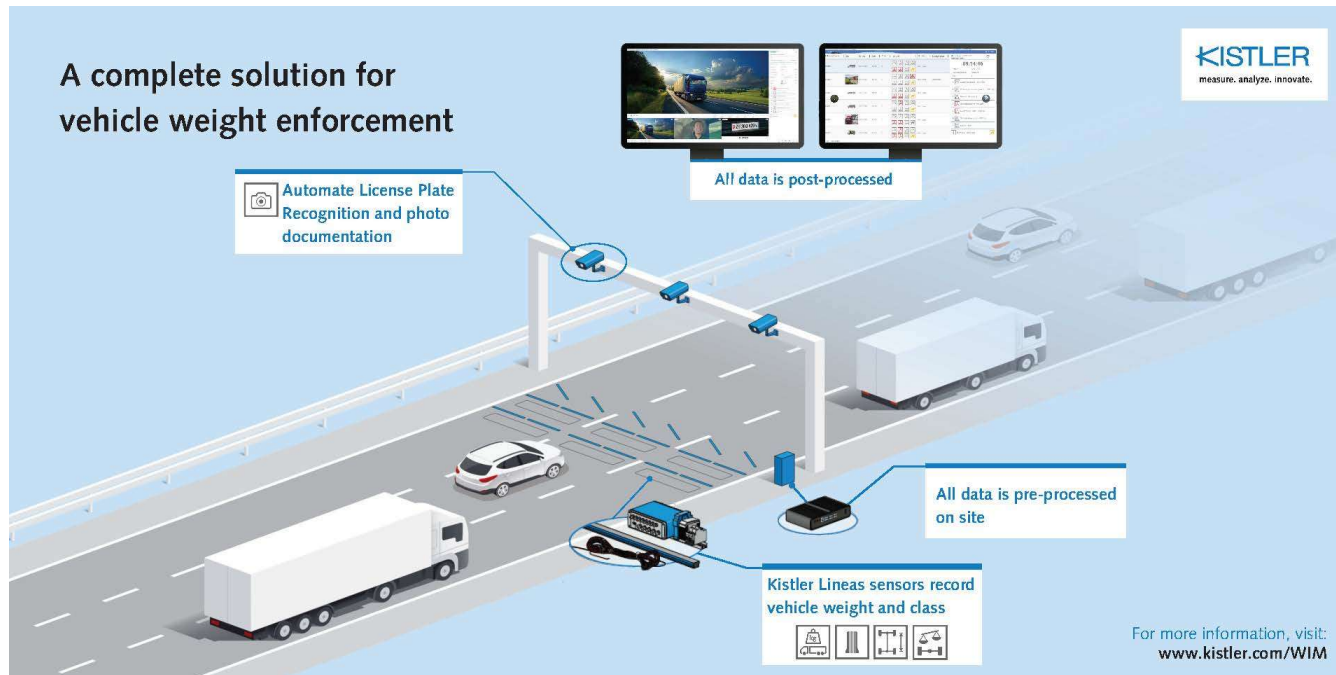 A complete solution for
vehicle weight enforcement
KISTLER
measure. analyze. innovate.
All data is post-processed
Automate License Plate
Recognition and photo
documentation
All data is pre-processed
on site
Kistler Lineas sensors record
vehicle weight and class
kg
For more information, visit:
www.kistler.com/WIM